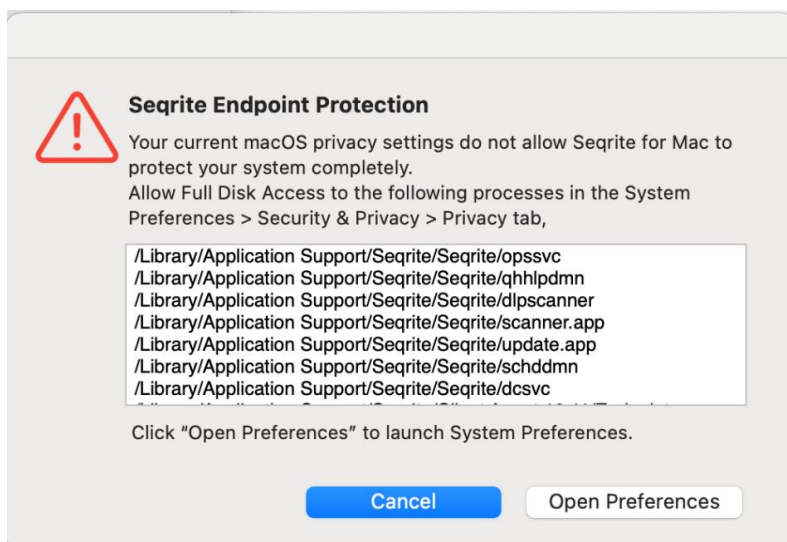 Seqrite Endpoint Protection
Your current macOS privacy settings do not allow Seqrite for Mac to
protect your system completely.
Allow Full Disk Access to the following processes in the System
Preferences > Security & Privacy > Privacy tab,
/Library/Application Support/Seqrite/Seqrite/opssvc
/Library/Application Support/Seqrite/Seqrite/qhhlpdmn
/Library/Application Support/Seqrite/Seqrite/dlpscanner
/Library/Application Support/Seqrite/Seqrite/scanner.app
/Library/Application Support/Seqrite/Seqrite/update.app
/Library/Application Support/Seqrite/Seqrite/schddmn
/Library/Application Support/Seqrite/Seqrite/dcsvc
Click "Open Preferences" to launch System Preferences.
Cancel
Open Preferences